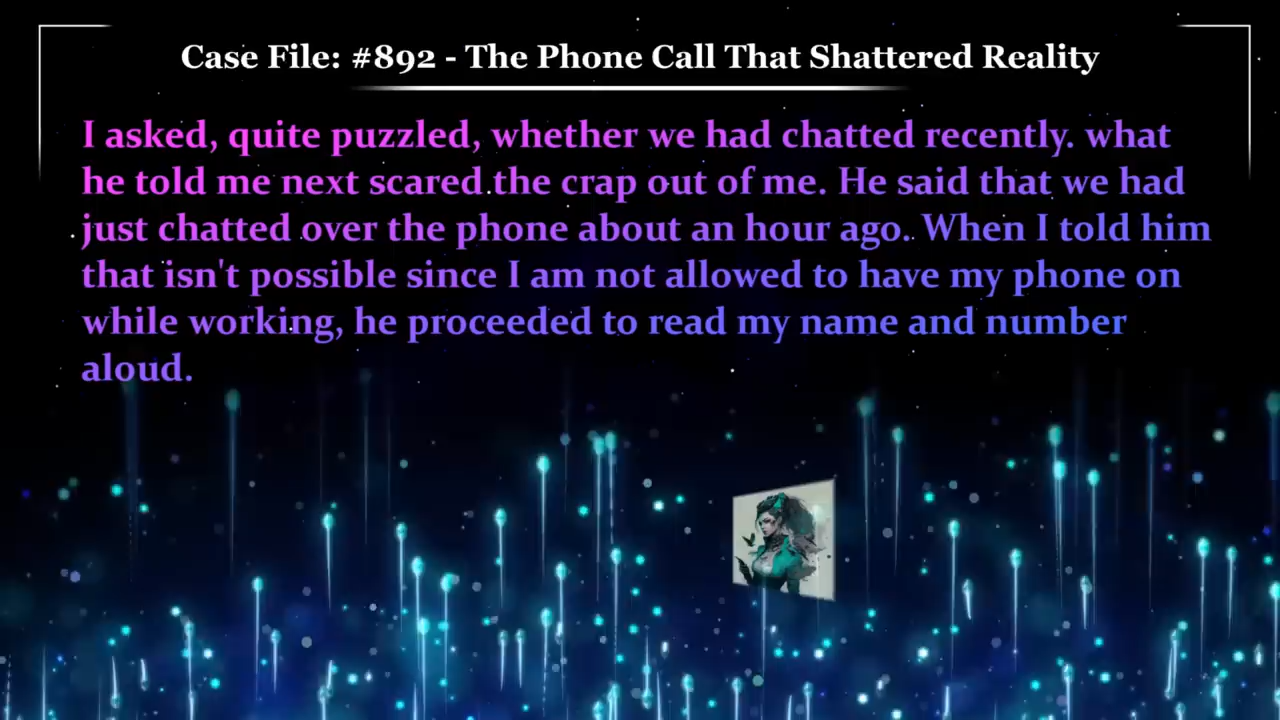 Case File: #892 - The Phone Call That Shattered Reality
I asked, quite puzzled, whether we had chatted recently. what
he told me next scared the crap out of me. He said that we had
just chatted over the phone about an hour ago. When I told him
that isn't possible since I am not allowed to have my phone on
while working, he proceeded to read my name and number
aloud.